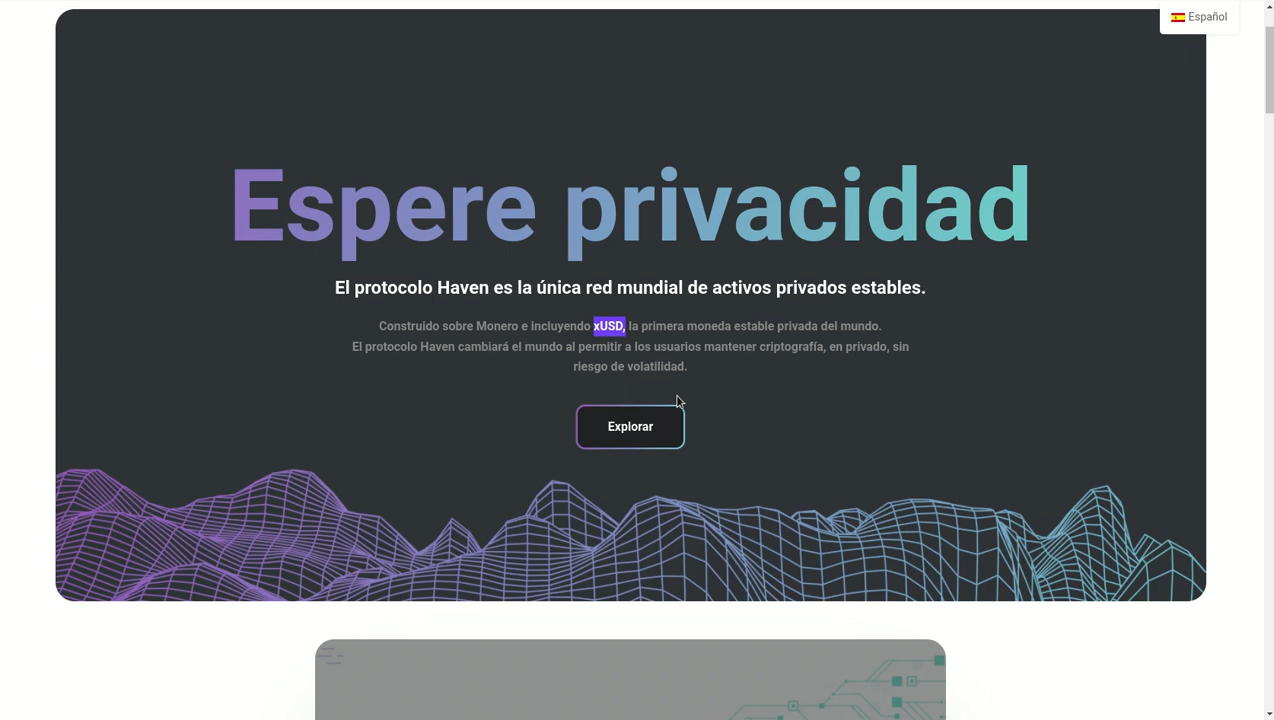 Español
Espere privacidad
El protocolo Haven es la única red mundial de activos privados estables.
Construido sobre Monero e incluyendo xUSD, la primera moneda estable privada del mundo.
El protocolo Haven cambiará el mundo al permitir a los usuarios mantener criptografía, en privado, sin
riesgo de volatilidad.
Explorar